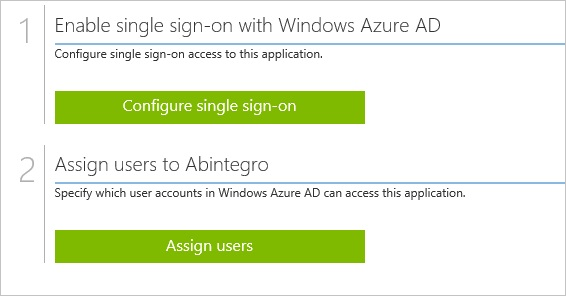 1
Enable single sign-on with Windows Azure AD
Configure single sign-on access to this application.
Configure single sign-on
2
Assign users to Abintegro
Specify which user accounts in Windows Azure AD can access this application.
Assign users